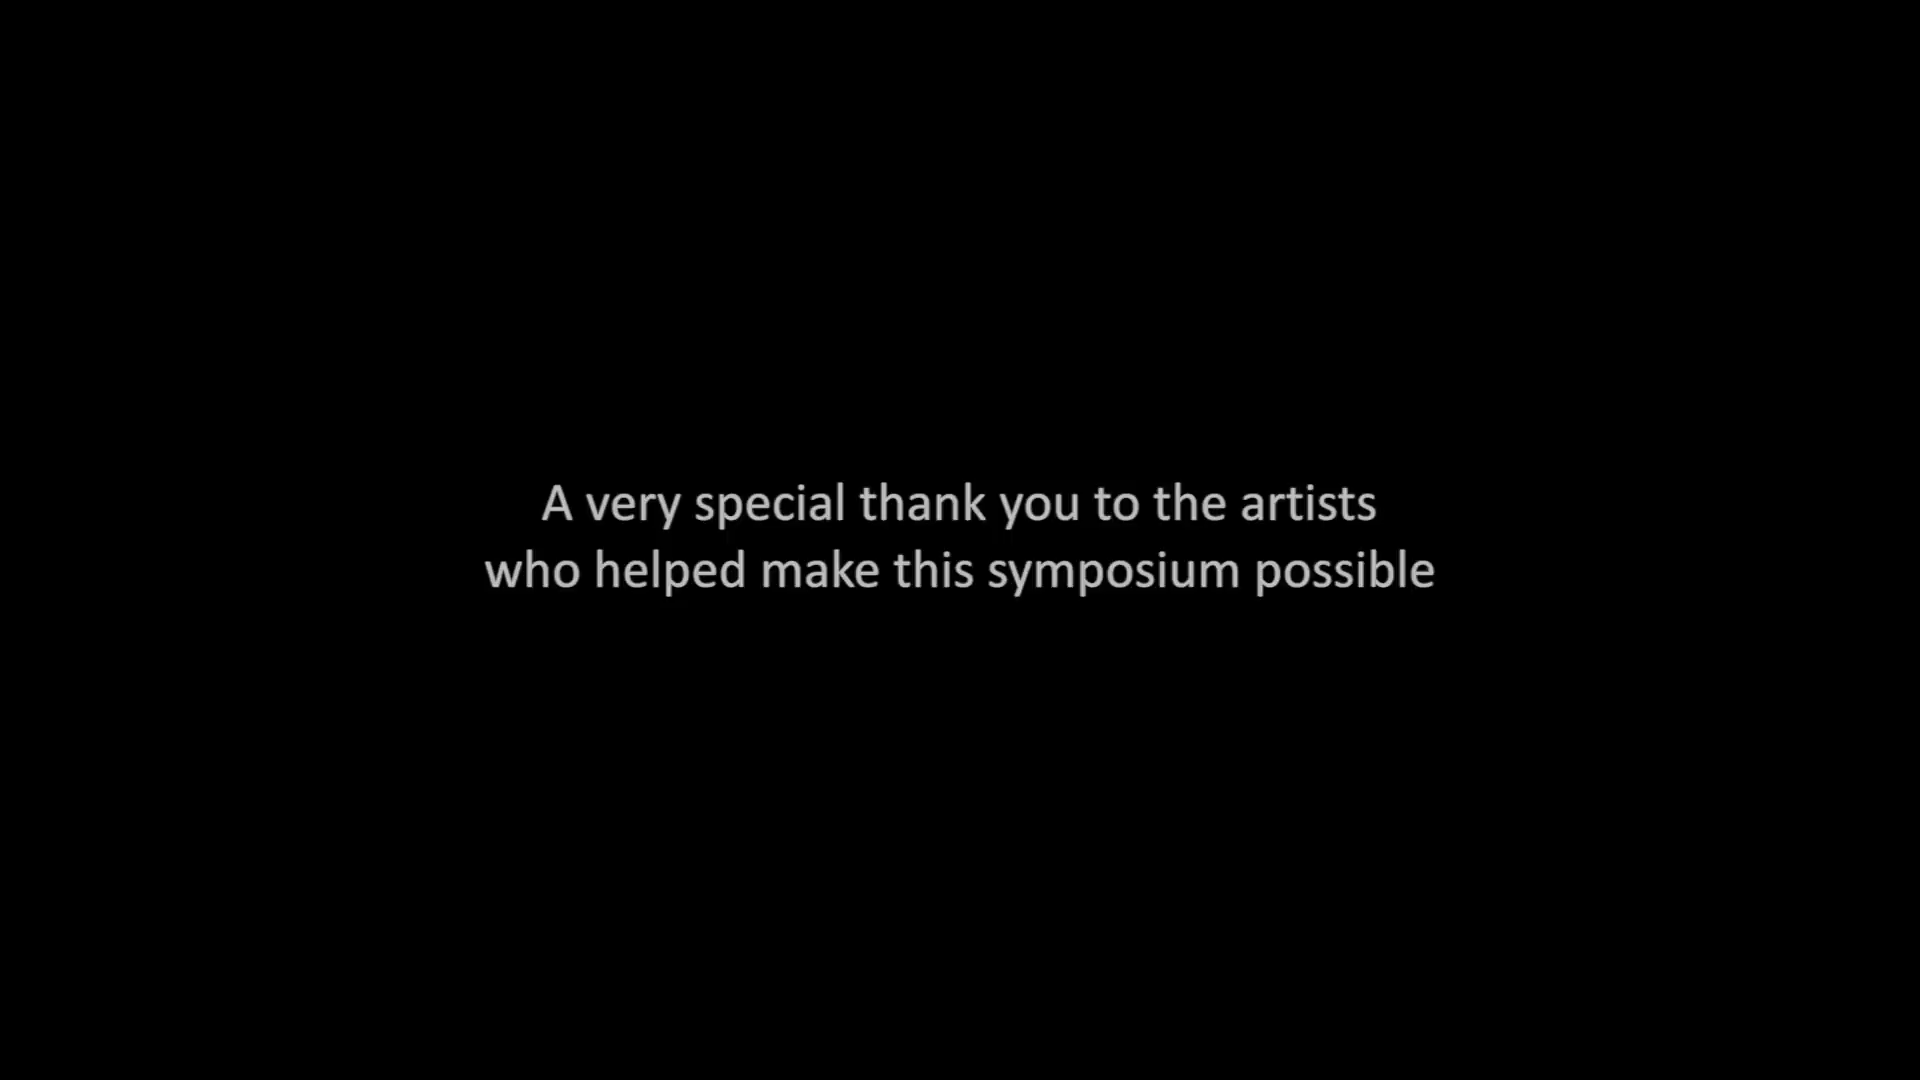 A very special thank you to the artists
who helped make this symposium possible